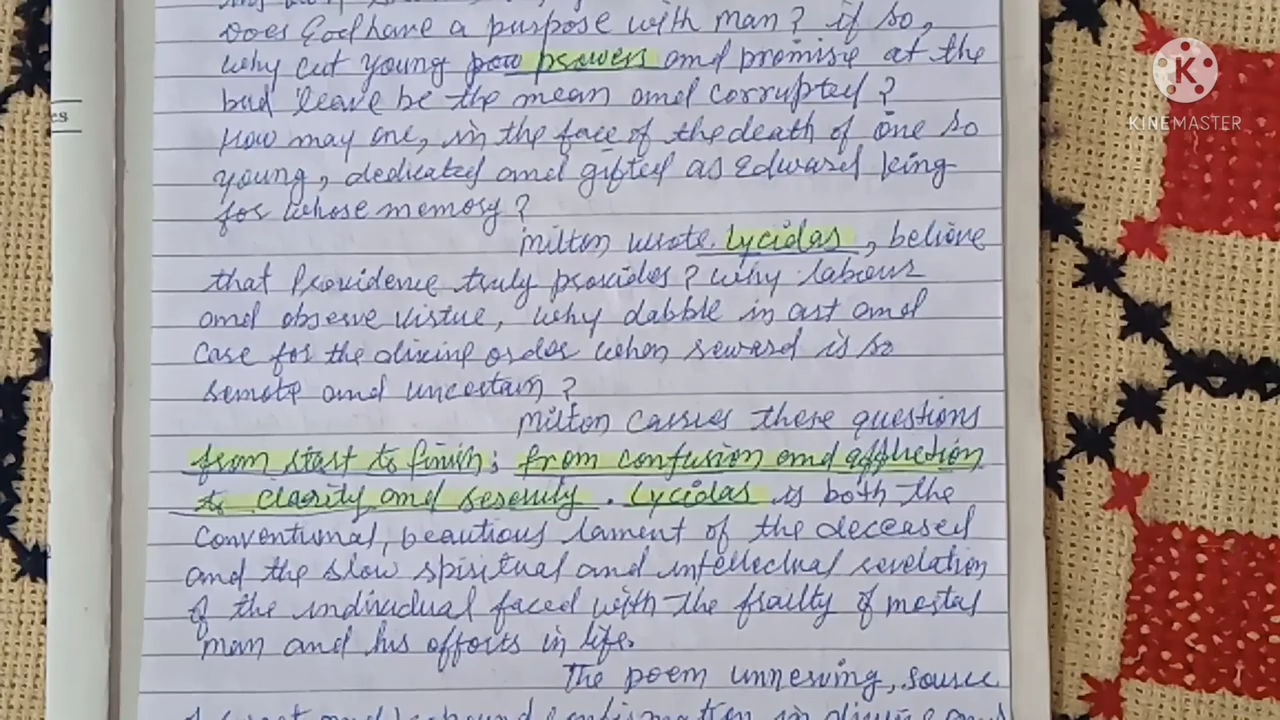 Does God have a purpose with man? if so,
why cut young pow powers and promise at the
bud leave be the mean and corrupted?
How may one, in the face of the death of one so
young, dedicated and gifted as Edward King
for whose memory?
Milton wrote Lycidas, believe
that Providence truly provides? why labour
and observe virtue, why dabble in art and
care for the divine order when reward is so
remote and uncertain?
Milton carries these questions
from start to finish; from confusion and affliction
to clarity and serenity. Lycidas is both the
conventional, beautious lament of the deceased
and the slow spiritual and intellectual revelation
of the individual faced with the frailty of mortal
man and his efforts in life.
The poem unnerving, source
es
K
KINEMASTER